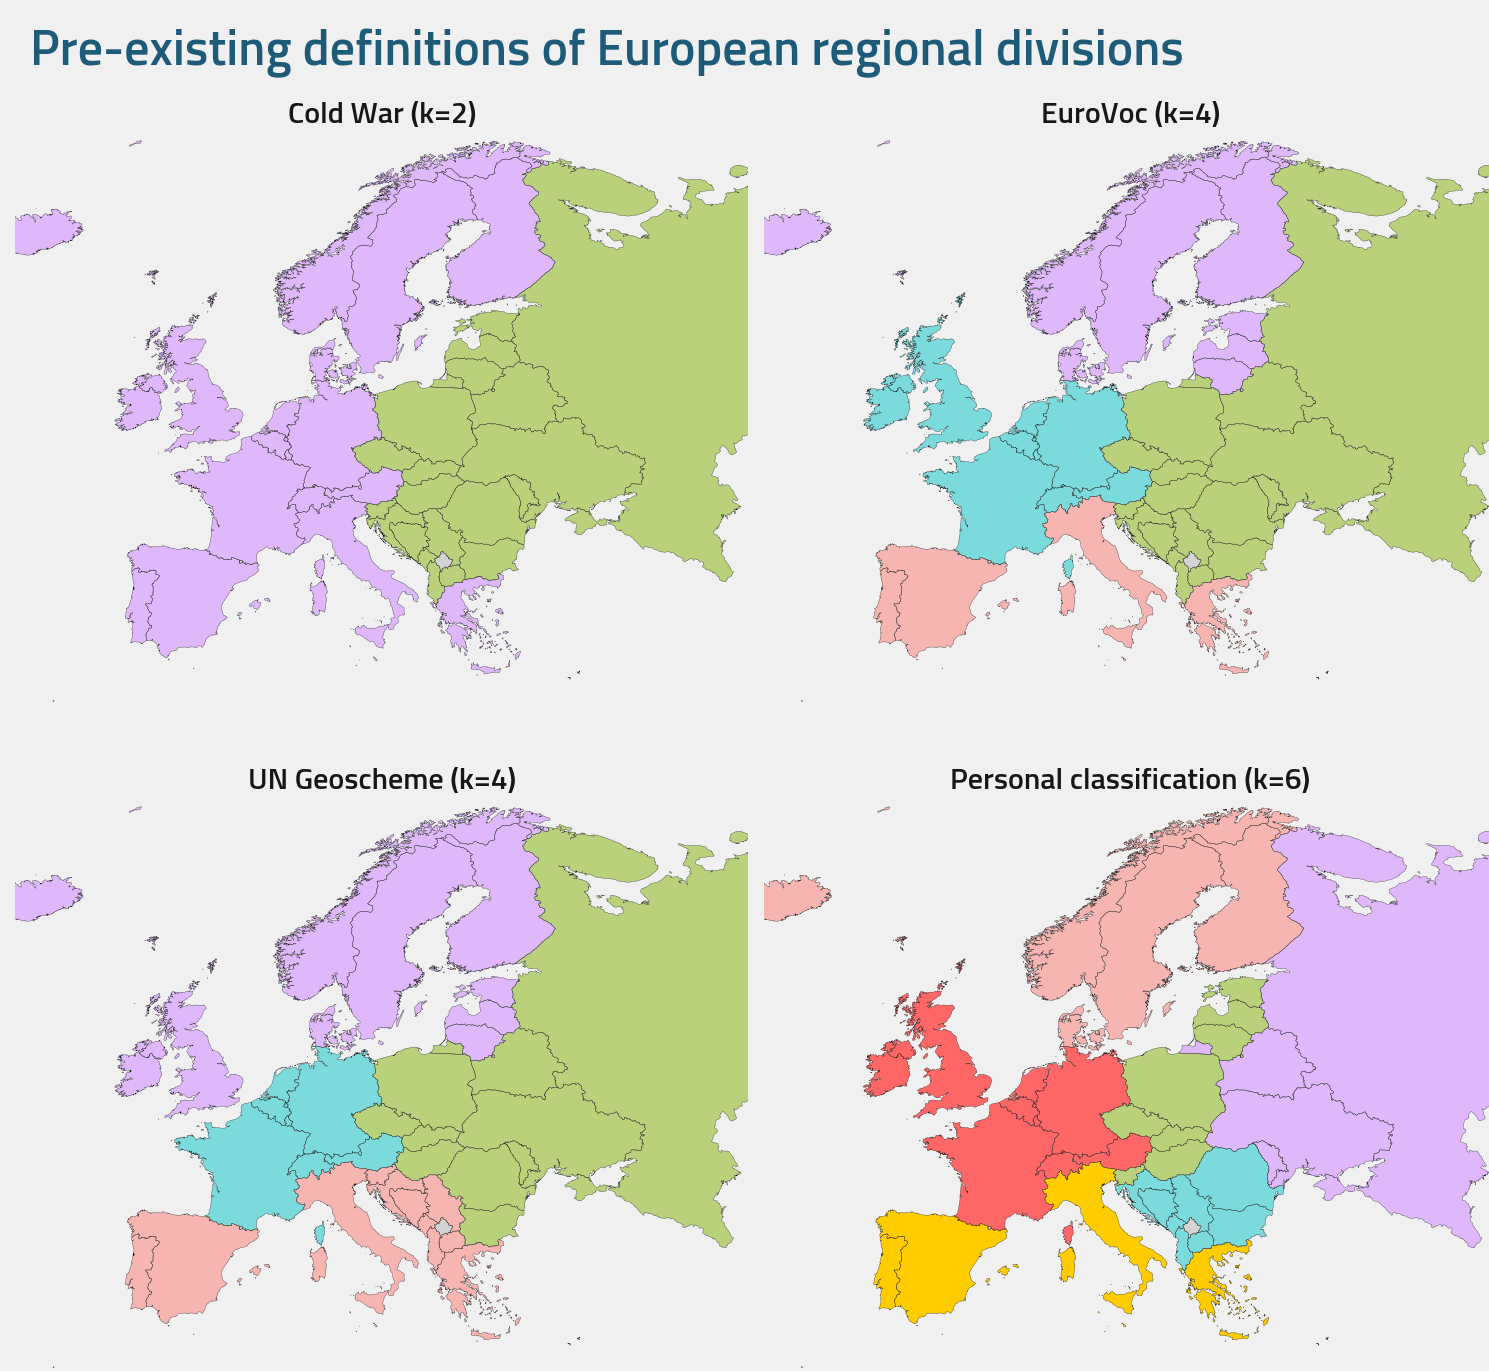 Pre-existing definitions of European regional divisions
Cold War (k=2)
EuroVoc (k=4)
UN Geoscheme (k=4)
Personal classification (k=6)